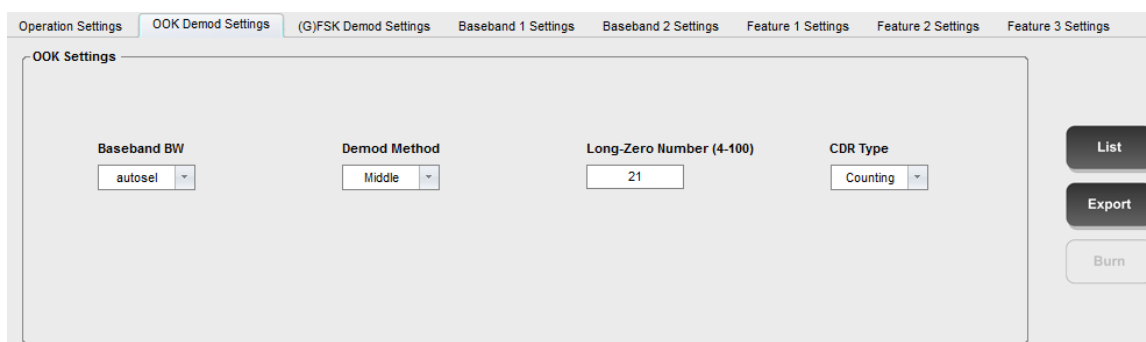 Operation Settings OOK Demod Settings (G)FSK Demod Settings Baseband 1 Settings Baseband 2 Settings Feature 1 Settings Feature 2 Settings Feature 3 Settings
OOK Settings
Baseband BW Demod Method Long-Zero Number (4-100) CDR Type
autosel Middle 21 Counting
List
Export
Burn